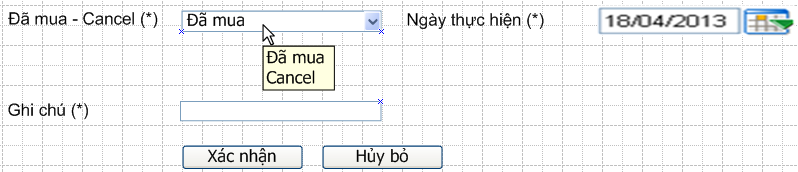 Đã mua - Cancel (*) Đã mua Ngày thực hiện (*) 18/04/2013
Đã mua
Cancel
Ghi chú (*)
Xác nhận Hủy bỏ